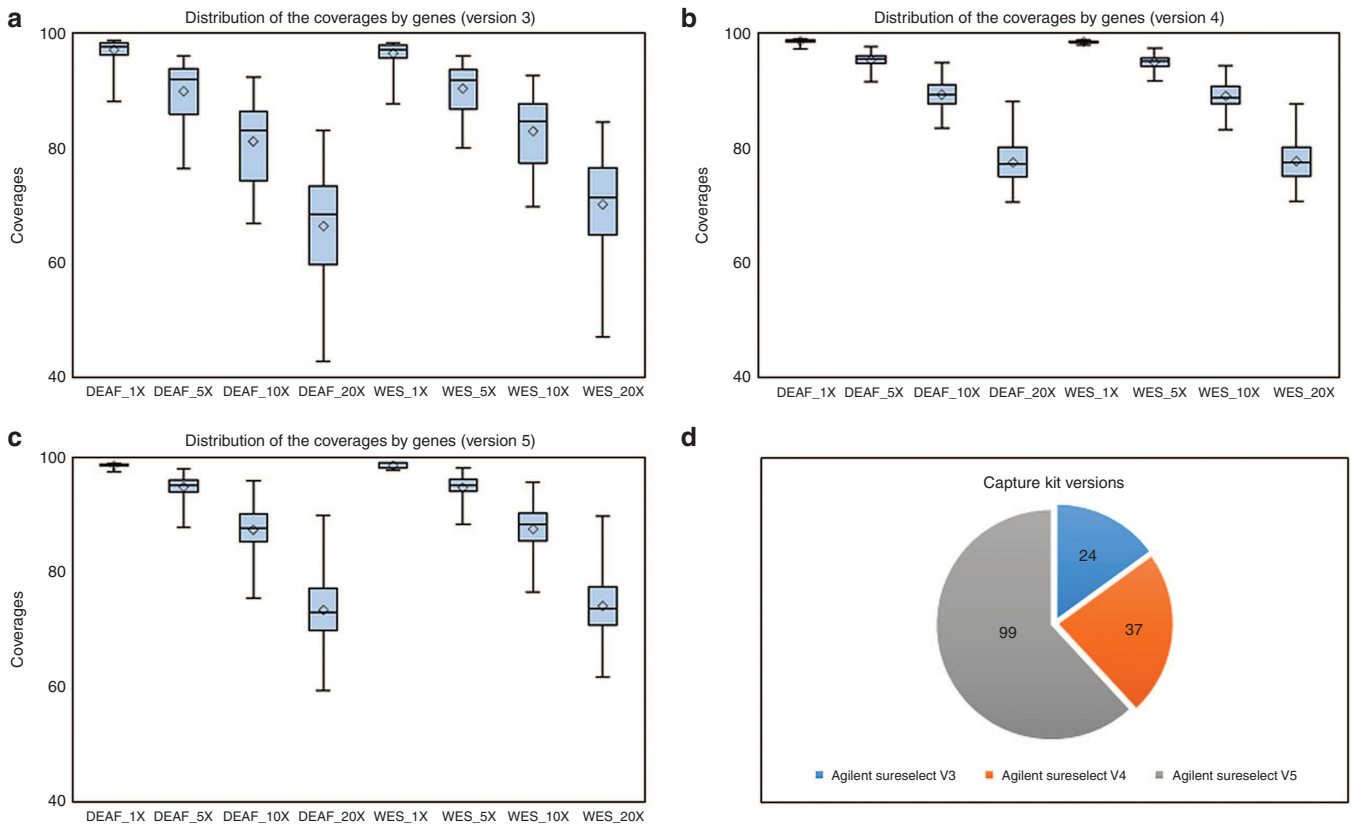 a
Distribution of the coverages by genes (version 3)
100
80
60
40
Coverages
DEAF_1X DEAF_5X DEAF_10X DEAF_20X WES_1X WES_5X WES_10X WES_20X
b
Distribution of the coverages by genes (version 4)
100
80
60
40
Coverages
DEAF_1X DEAF_5X DEAF_10X DEAF_20X WES_1X WES_5X WES_10X WES_20X
c
Distribution of the coverages by genes (version 5)
100
80
60
40
Coverages
DEAF_1X DEAF_5X DEAF_10X DEAF_20X WES_1X WES_5X WES_10X WES_20X
d
Capture kit versions
24
37
99
Agilent sureselect V3 Agilent sureselect V4 Agilent sureselect V5